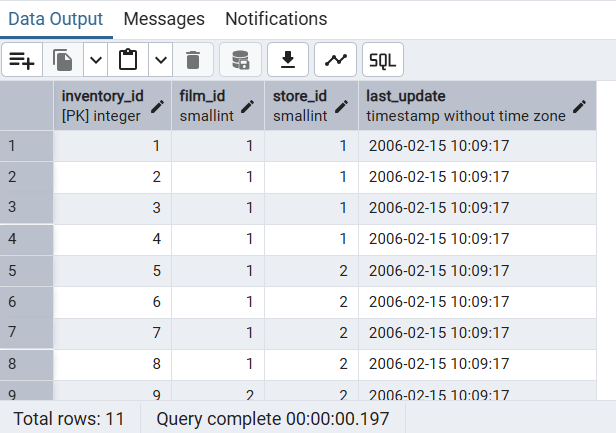 Data Output Messages Notifications
SQL
inventory_id film_id store_id last_update
[PK] integer smallint smallint timestamp without time zone
1 1 1 1 2006-02-15 10:09:17
2 2 1 1 2006-02-15 10:09:17
3 3 1 1 2006-02-15 10:09:17
4 4 1 1 2006-02-15 10:09:17
5 5 1 2 2006-02-15 10:09:17
6 6 1 2 2006-02-15 10:09:17
7 7 1 2 2006-02-15 10:09:17
8 8 1 2 2006-02-15 10:09:17
9 9 2 2 2006-02-15 10:09:17
Total rows: 11 Query complete 00:00:00.197